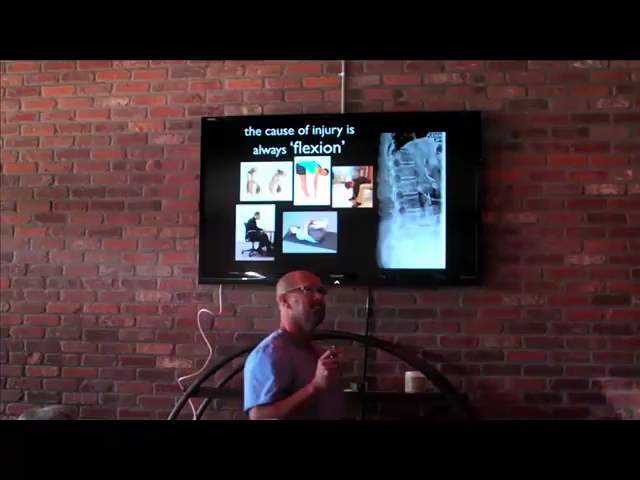 the cause of injury is
always ‘flexion’